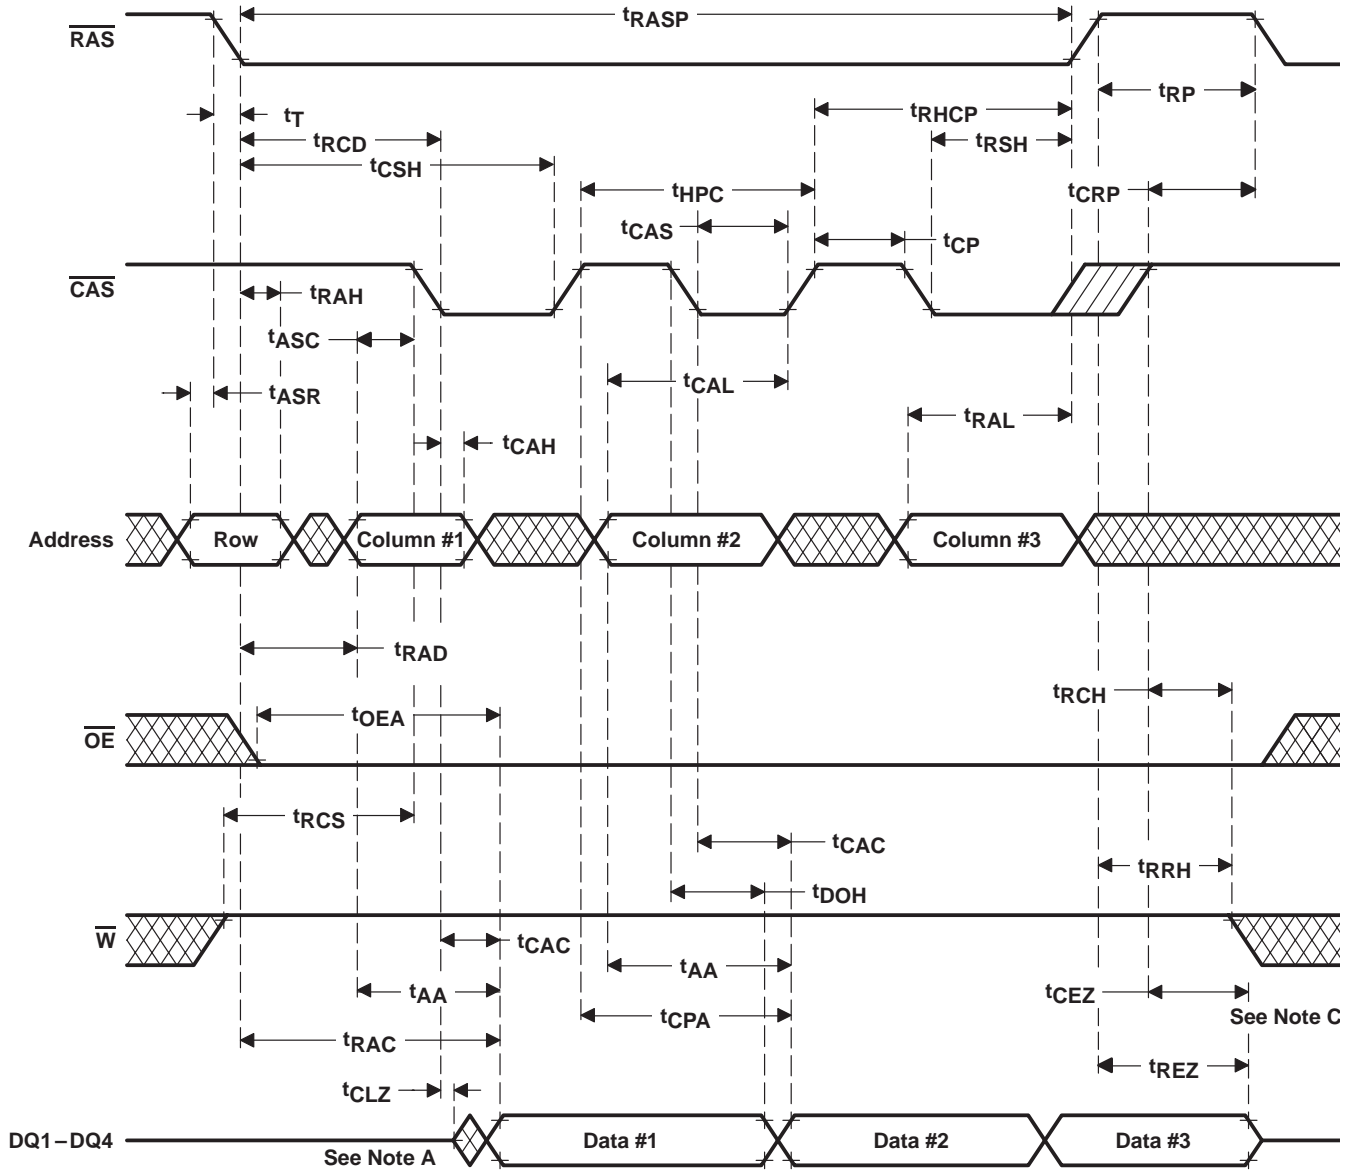 tRASP
RAS
tRP
tT
tRHCP
tRCD
tRSH
tCSH
tHPC
tCRP
tCAS
tCP
CAS
tRAH
tASC
tCAL
tASR
tRAL
tCAH
Address
Row
Column #1
Column #2
Column #3
tRAD
tRCH
tOEA
OE
tRCS
tCAC
tRRH
tDOH
W
tCAC
tAA
tAA
tCEZ
tCPA
See Note C
tRAC
tREZ
tCLZ
DQ1–DQ4
Data #1
Data #2
Data #3
See Note A